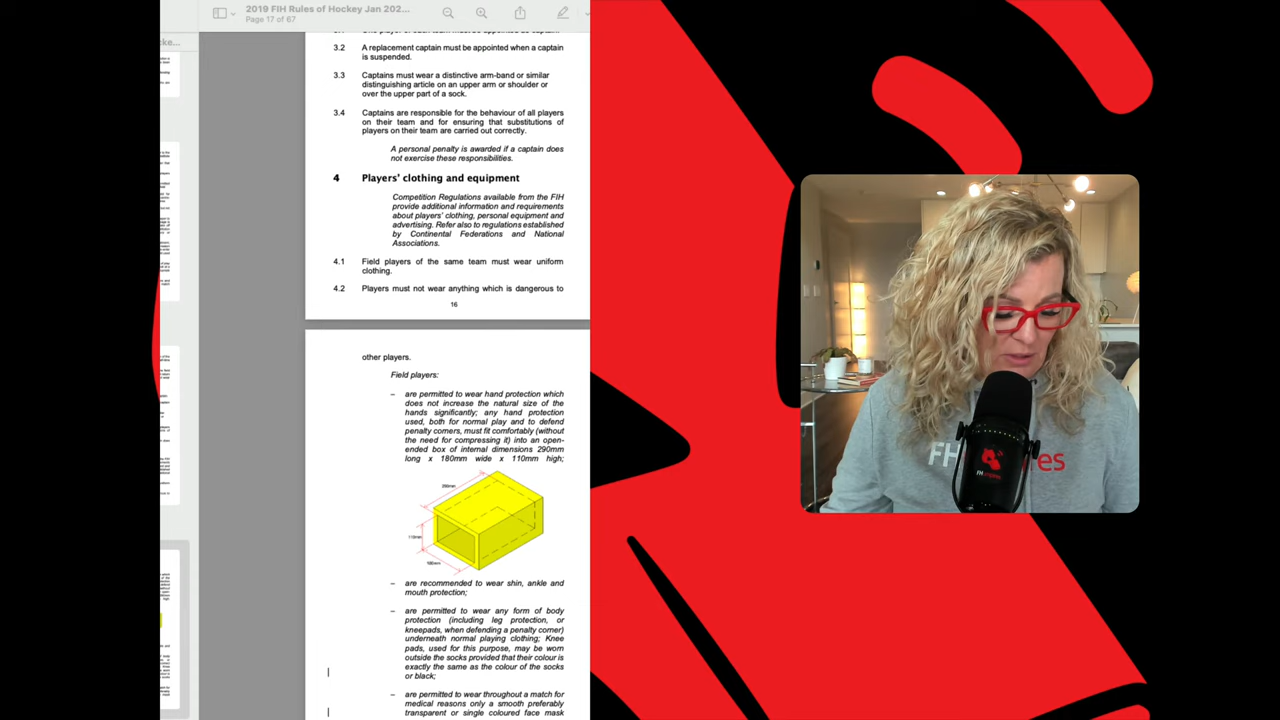 2019 FIH Rules of Hockey Jan 202...
Page 17 of 67
cke...
3.2 A replacement captain must be appointed when a captain
is suspended.
3.3 Captains must wear a distinctive arm-band or similar
distinguishing article on an upper arm or shoulder or
over the upper part of a sock.
3.4 Captains are responsible for the behaviour of all players
on their team and for ensuring that substitutions of
players on their team are carried out correctly.
A personal penalty is awarded if a captain does
not exercise these responsibilities.
4 Players' clothing and equipment
Competition Regulations available from the FIH
provide additional information and requirements
about players' clothing, personal equipment and
advertising. Refer also to regulations established
by Continental Federations and National
Associations.
4.1 Field players of the same team must wear uniform
clothing.
4.2 Players must not wear anything which is dangerous to
16
other players.
Field players:
– are permitted to wear hand protection which
does not increase the natural size of the
hands significantly; any hand protection
used, both for normal play and to defend
penalty corners, must fit comfortably (without
the need for compressing it) into an open-
ended box of internal dimensions 290mm
long x 180mm wide x 110mm high;
290mm
110mm
180mm
– are recommended to wear shin, ankle and
mouth protection;
– are permitted to wear any form of body
protection (including leg protection, or
kneepads, when defending a penalty corner)
underneath normal playing clothing; Knee
pads, used for this purpose, may be worn
outside the socks provided that their colour is
exactly the same as the colour of the socks
or black;
– are permitted to wear throughout a match for
medical reasons only a smooth preferably
transparent or single coloured face mask
FH
res